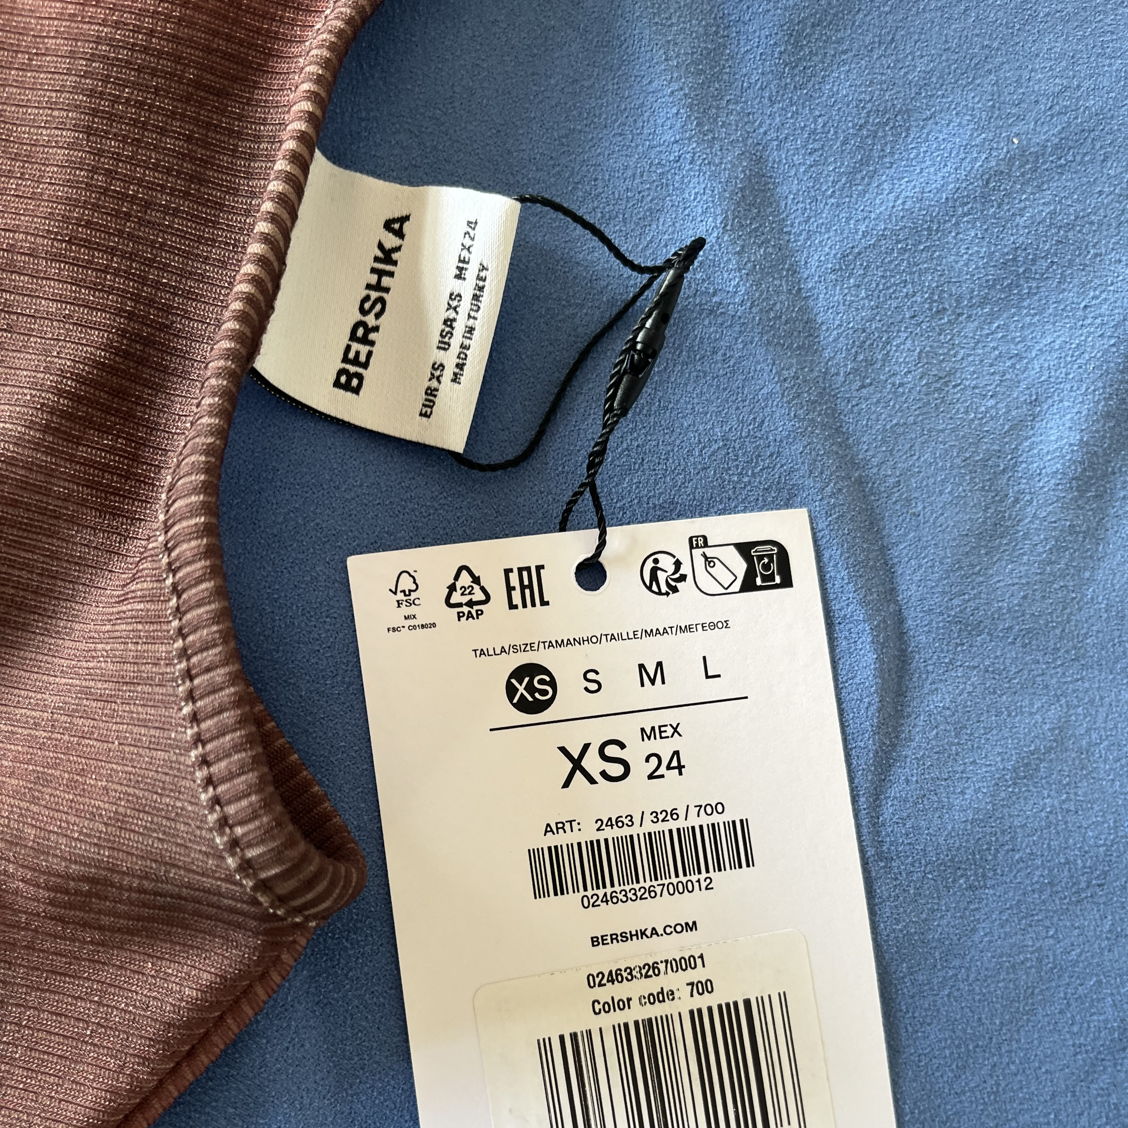 BERSHKA
EUR XS USA XS MEX 24
MADE IN TURKEY
FSC
MIX
FSC™ C018020
22
PAP
EAC
FR
TALLA/SIZE/TAMANHO/TAILLE/MAAT/ΜΕΓΕΘΟΣ
XS S M L
XS MEX 24
ART: 2463 / 326 / 700
02463326700012
BERSHKA.COM
0246332670001
Color code: 700